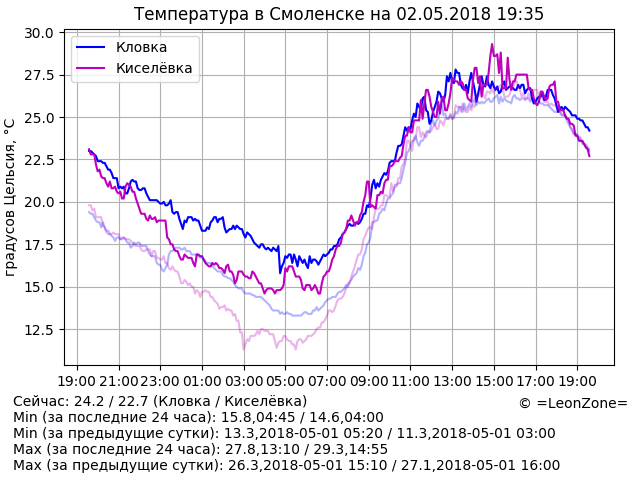 Температура в Смоленске на 02.05.2018 19:35
Кловка
Киселёвка
градусов Цельсия, °C
30.0
27.5
25.0
22.5
20.0
17.5
15.0
12.5
19:00 21:00 23:00 01:00 03:00 05:00 07:00 09:00 11:00 13:00 15:00 17:00 19:00
Сейчас: 24.2 / 22.7 (Кловка / Киселёвка)
© =LeonZone=
Min (за последние 24 часа): 15.8,04:45 / 14.6,04:00
Min (за предыдущие сутки): 13.3,2018-05-01 05:20 / 11.3,2018-05-01 03:00
Max (за последние 24 часа): 27.8,13:10 / 29.3,14:55
Max (за предыдущие сутки): 26.3,2018-05-01 15:10 / 27.1,2018-05-01 16:00